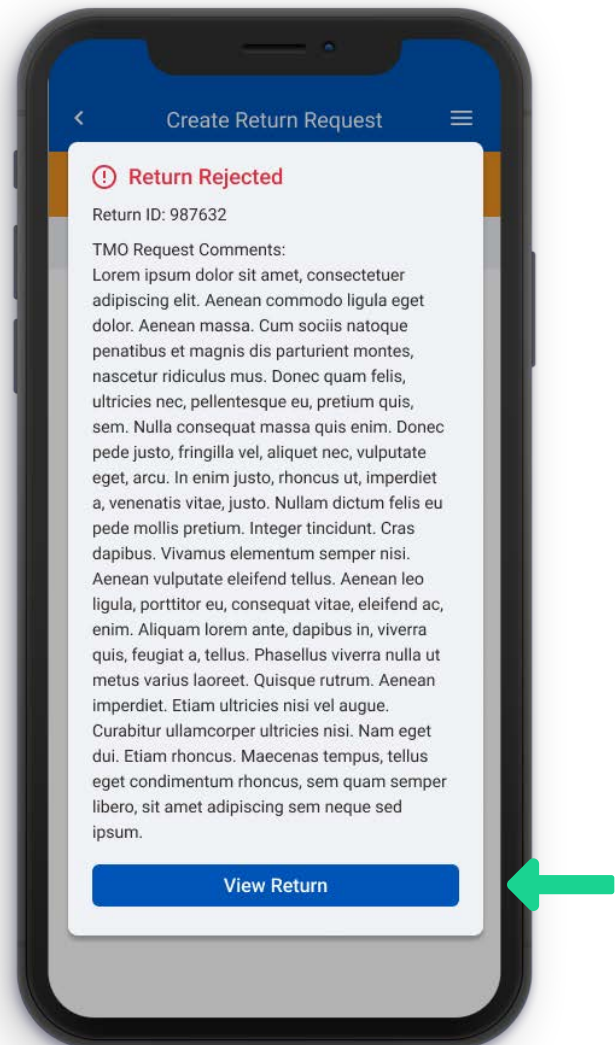 Create Return Request
Return Rejected
Return ID: 987632
TMO Request Comments:
Lorem ipsum dolor sit amet, consectetuer
adipiscing elit. Aenean commodo ligula eget
dolor. Aenean massa. Cum sociis natoque
penatibus et magnis dis parturient montes,
nascetur ridiculus mus. Donec quam felis,
ultricies nec, pellentesque eu, pretium quis,
sem. Nulla consequat massa quis enim. Donec
pede justo, fringilla vel, aliquet nec, vulputate
eget, arcu. In enim justo, rhoncus ut, imperdiet
a, venenatis vitae, justo. Nullam dictum felis eu
pede mollis pretium. Integer tincidunt. Cras
dapibus. Vivamus elementum semper nisi.
Aenean vulputate eleifend tellus. Aenean leo
ligula, porttitor eu, consequat vitae, eleifend ac,
enim. Aliquam lorem ante, dapibus in, viverra
quis, feugiat a, tellus. Phasellus viverra nulla ut
metus varius laoreet. Quisque rutrum. Aenean
imperdiet. Etiam ultricies nisi vel augue.
Curabitur ullamcorper ultricies nisi. Nam eget
dui. Etiam rhoncus. Maecenas tempus, tellus
eget condimentum rhoncus, sem quam semper
libero, sit amet adipiscing sem neque sed
ipsum.
View Return